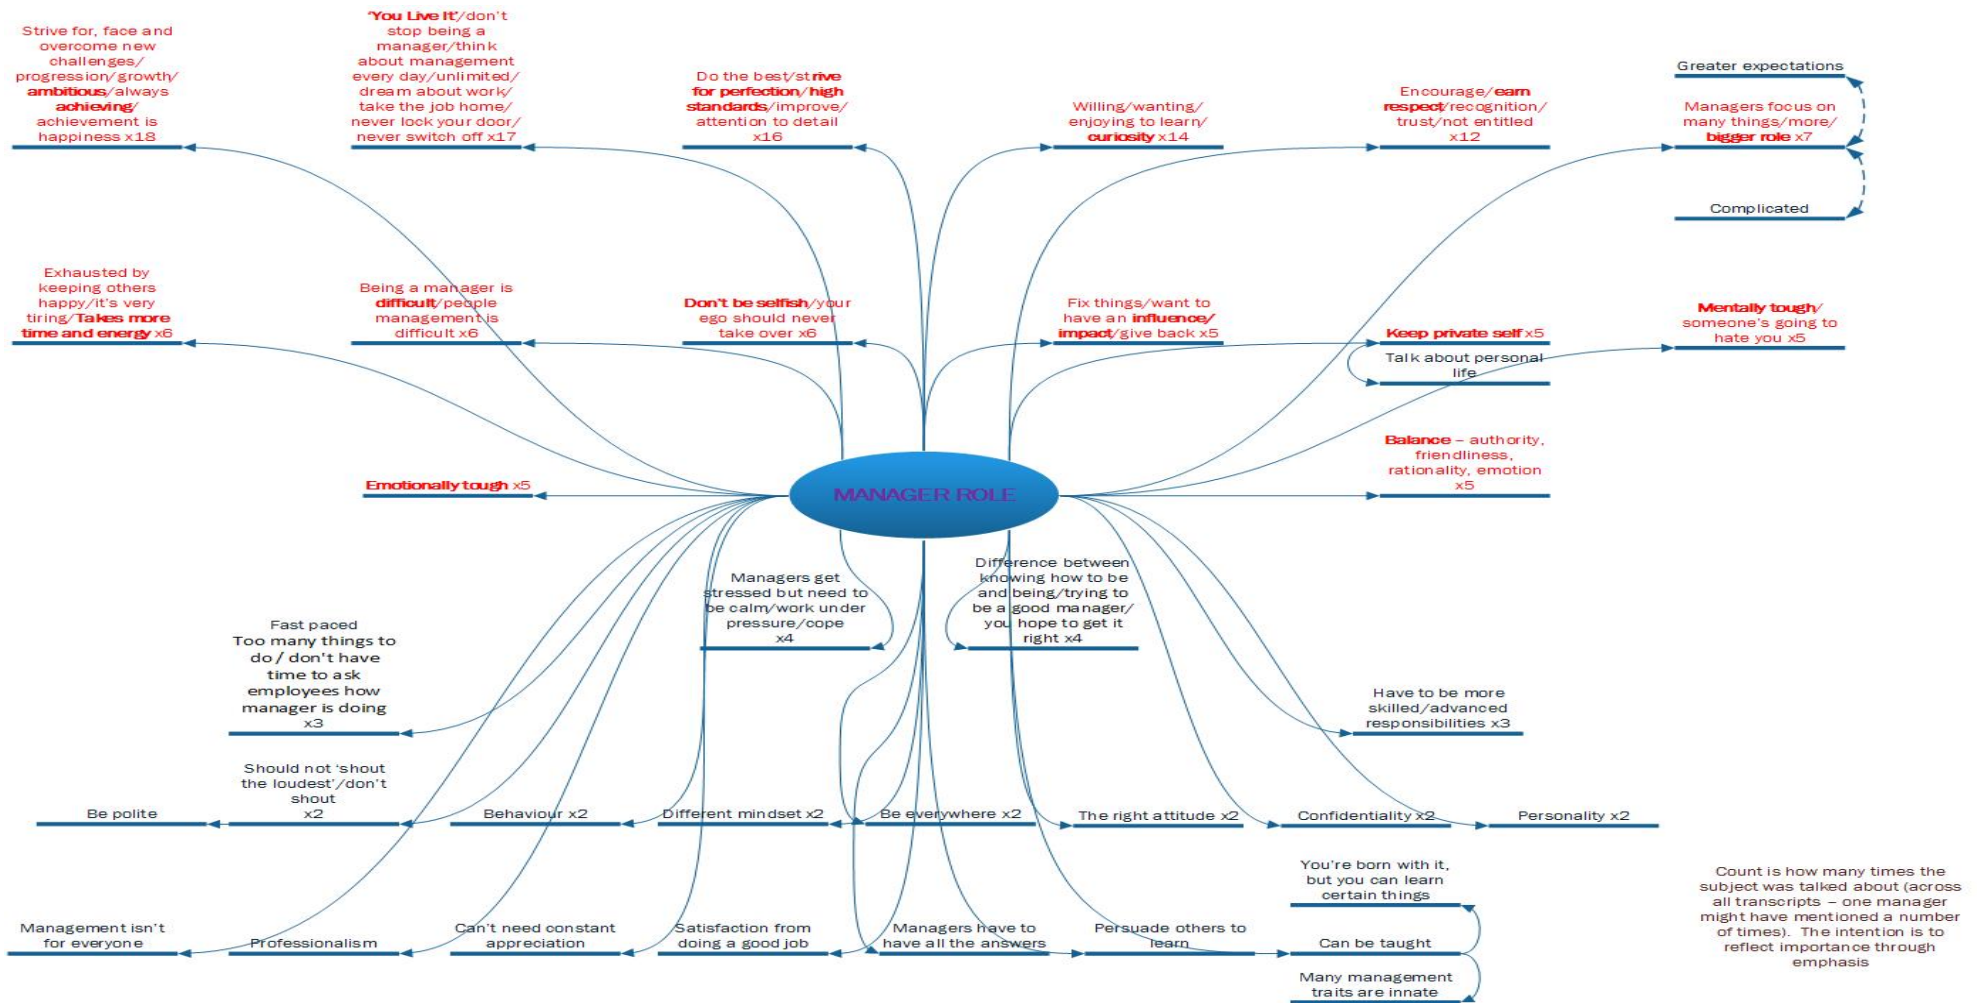 Strive for, face and
overcome new
challenges/
progression/growth/
ambitious/always
achieving/
achievement is
happiness x18
'You Live It'/don't
stop being a
manager/think
about management
every day/unlimited/
dream about work/
take the job home/
never lock your door/
never switch off x17
Do the best/strive
for perfection/high
standards/improve/
attention to detail
x16
Willing/wanting/
enjoying to learn/
curiosity x14
Encourage/earn
respect/recognition/
trust/not entitled
x12
Greater expectations
Managers focus on
many things/more/
bigger role x7
Complicated
Exhausted by
keeping others
happy/it's very
tiring/Takes more
time and energy x6
Being a manager is
difficult/people
management is
difficult x6
Don't be selfish/your
ego should never
take over x6
Fix things/want to
have an influence/
impact/give back x5
Keep private self x5
Talk about personal
life
Mentally tough/
someone's going to
hate you x5
Emotionally tough x5
MANAGER ROLE
Balance – authority,
friendliness,
rationality, emotion
x5
Managers get
stressed but need to
be calm/work under
pressure/cope
x4
Difference between
knowing how to be
and being/trying to
be a good manager/
you hope to get it
right x4
Fast paced
Too many things to
do / don't have
time to ask
employees how
manager is doing
x3
Have to be more
skilled/advanced
responsibilities x3
Be polite
Should not 'shout
the loudest'/don't
shout
x2
Behaviour x2
Different mindset x2
Be everywhere x2
The right attitude x2
Confidentiality x2
Personality x2
Management isn't
for everyone
Professionalism
Can't need constant
appreciation
Satisfaction from
doing a good job
Managers have to
have all the answers
Persuade others to
learn
You're born with it,
but you can learn
certain things
Can be taught
Many management
traits are innate
Count is how many times the
subject was talked about (across
all transcripts – one manager
might have mentioned a number
of times). The intention is to
reflect importance through
emphasis